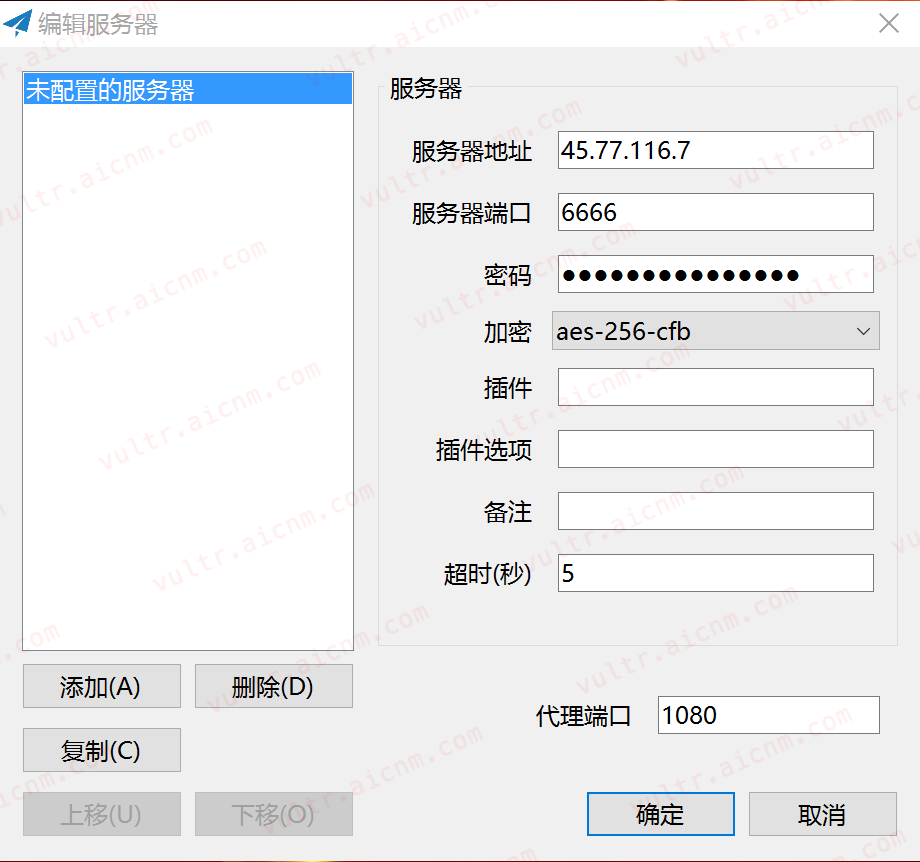 编辑服务器
未配置的服务器
服务器
服务器地址 45.77.116.7
服务器端口 6666
密码 ●●●●●●●●●●●●●●●
加密 aes-256-cfb
插件
插件选项
备注
超时(秒) 5
添加(A) 删除(D)
代理端口 1080
复制(C)
上移(U) 下移(O)
确定 取消
vultr.aicnm.com